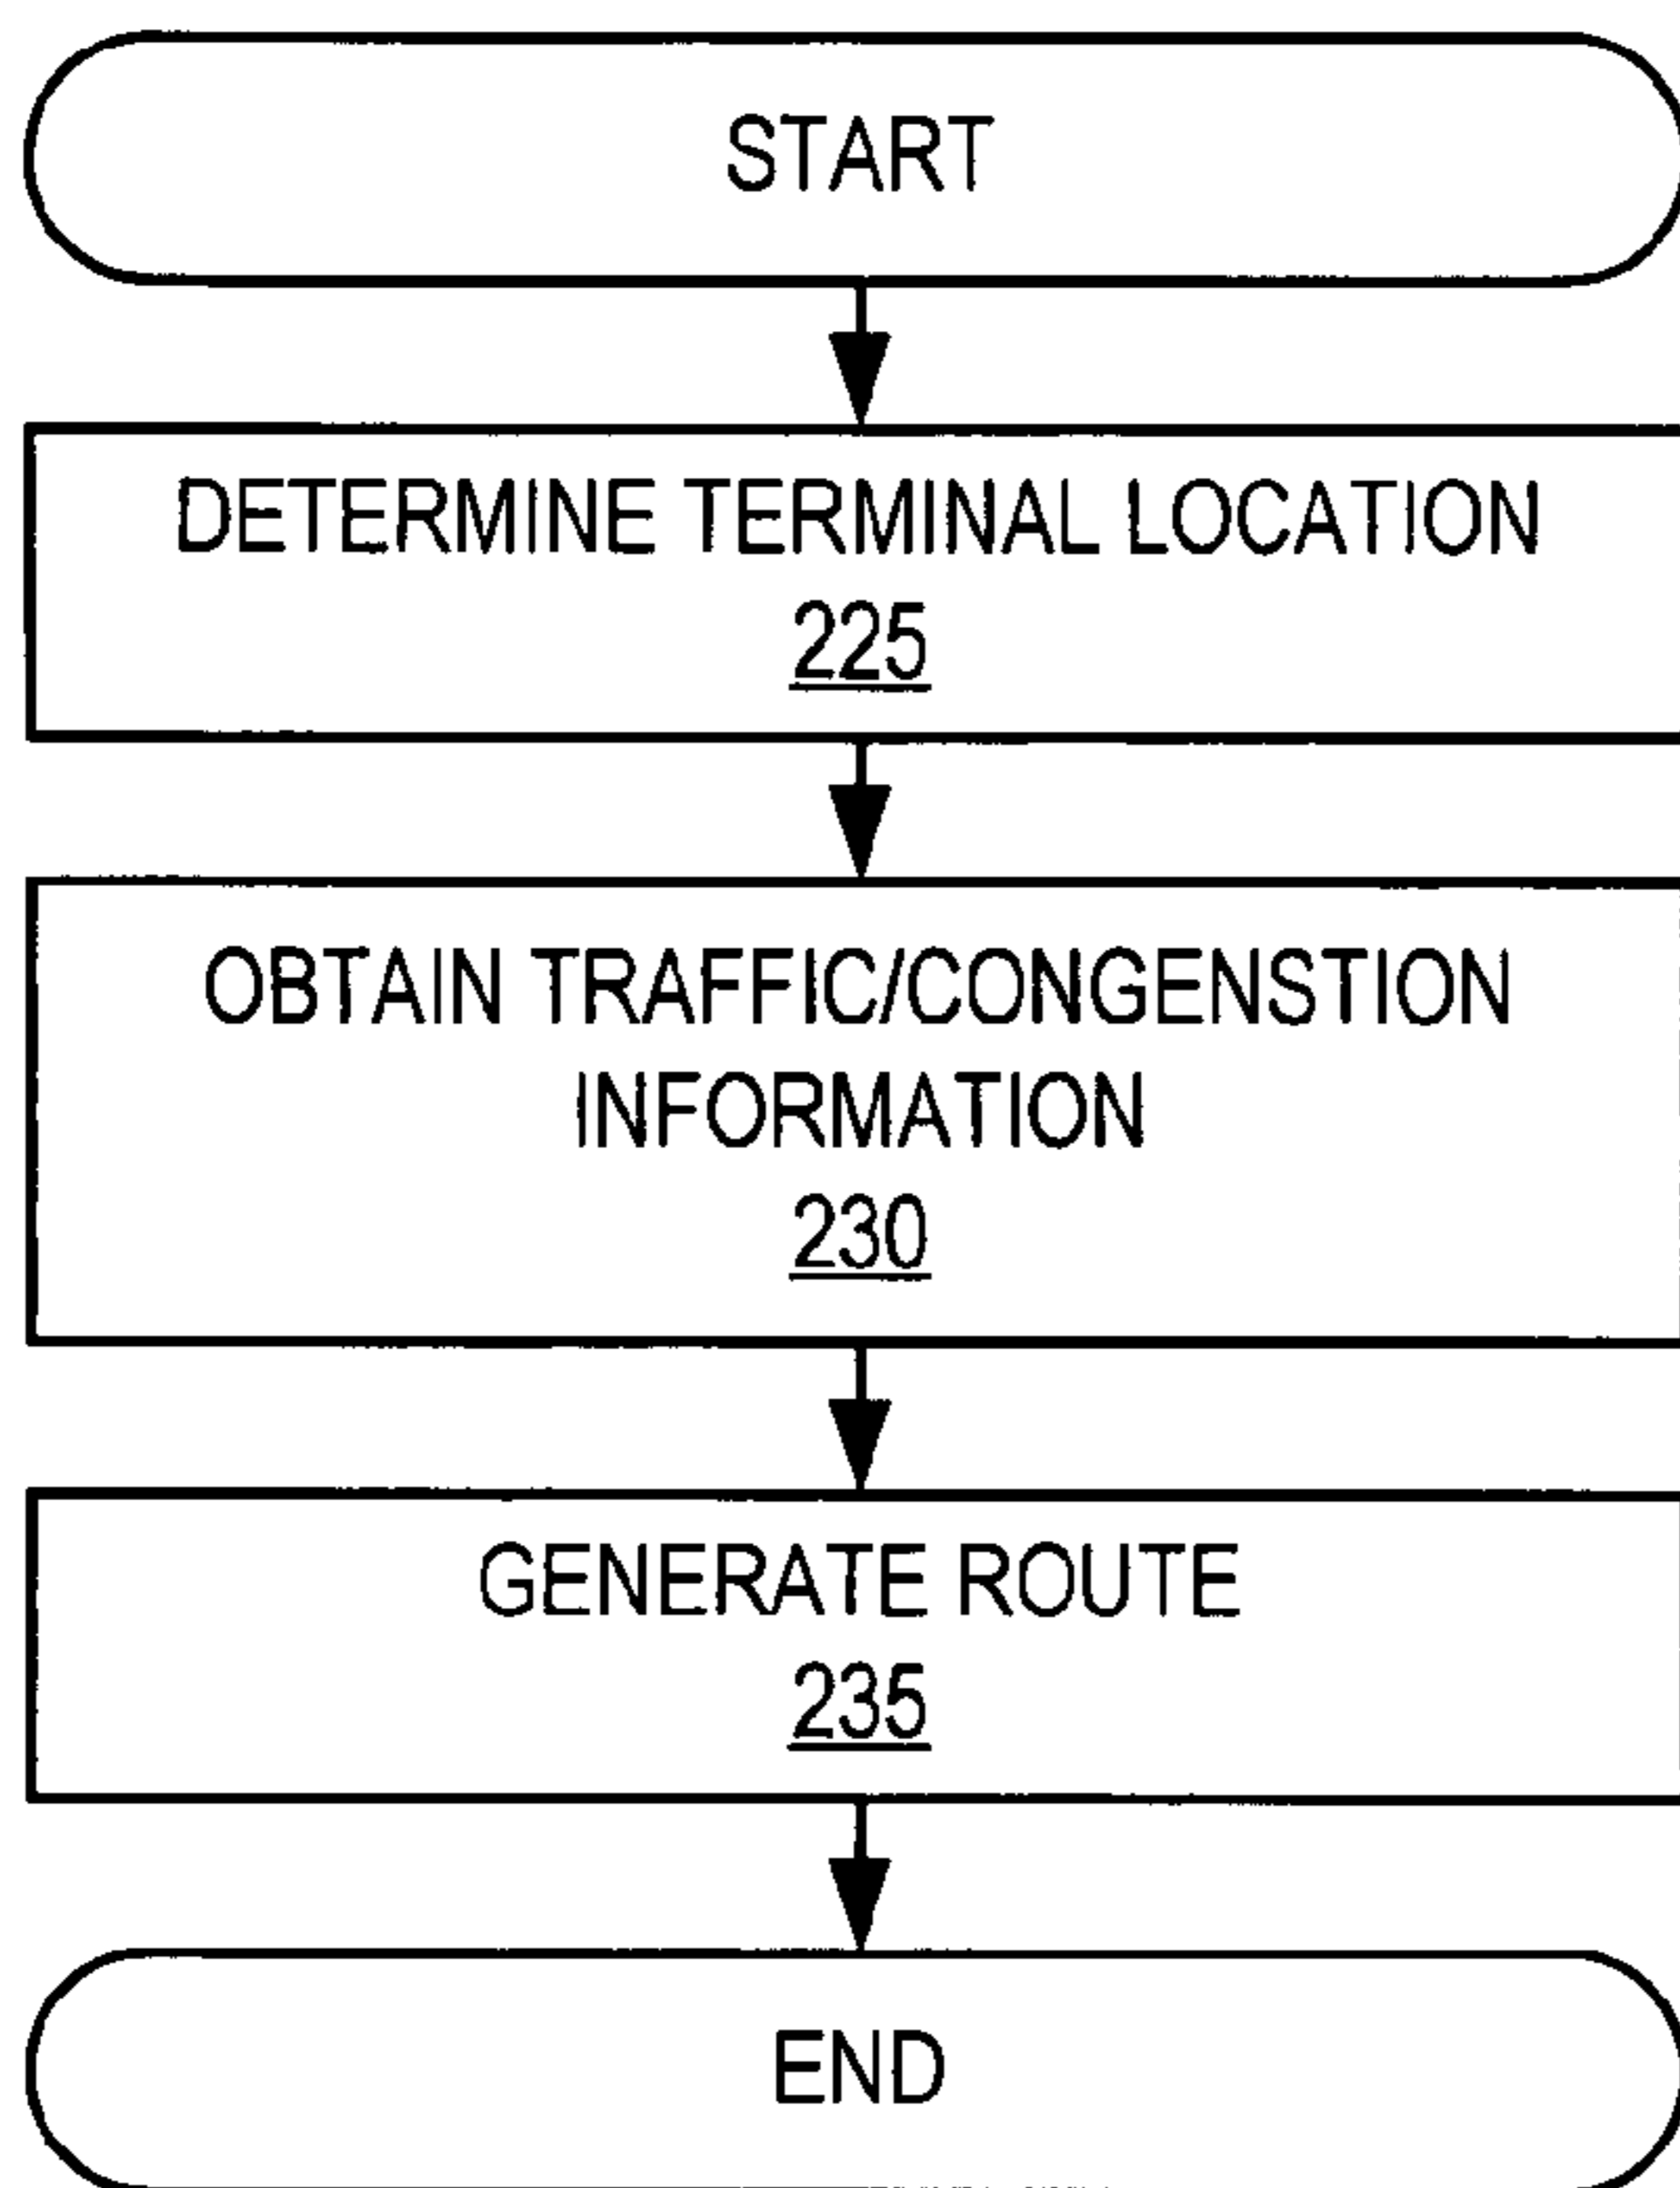 START
DETERMINE TERMINAL LOCATION
225
OBTAIN TRAFFIC/CONGENSTION
INFORMATION
230
GENERATE ROUTE
235
END